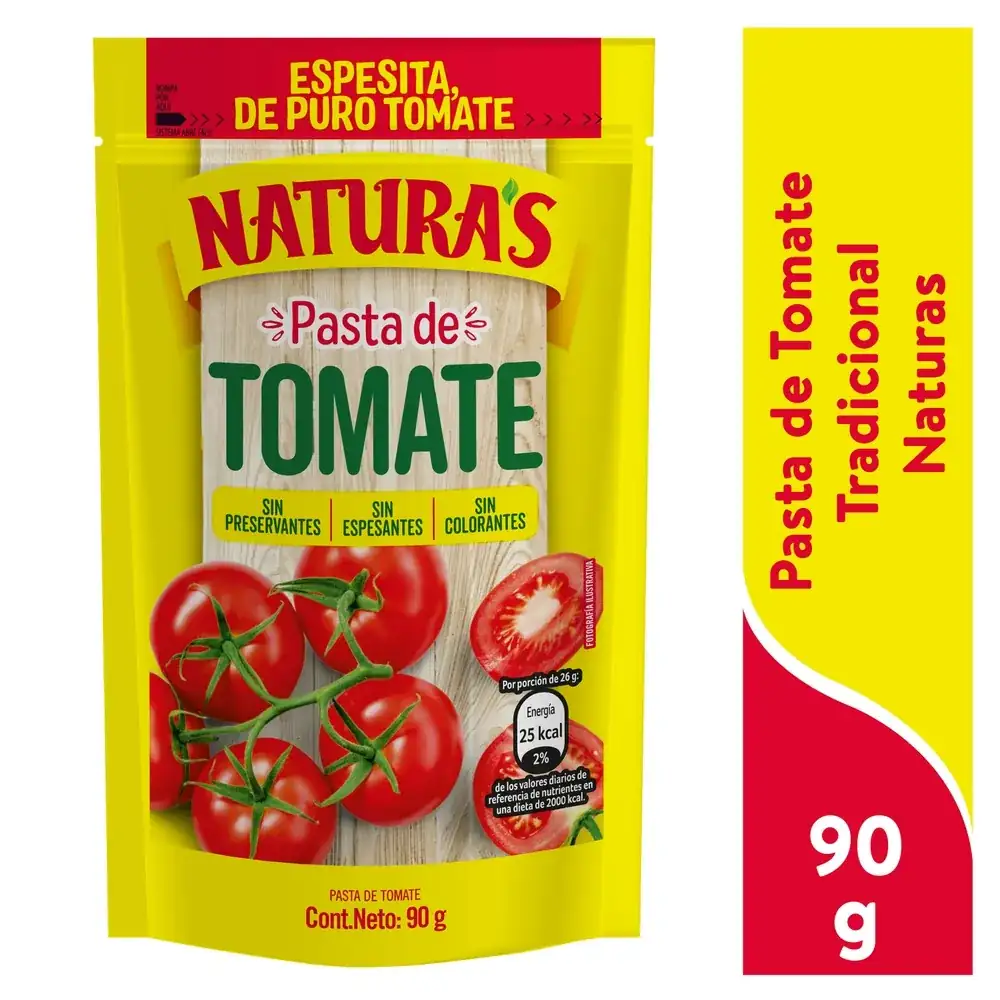 ESPESITA,
DE PURO TOMATE
NATURA'S
Pasta de
TOMATE
SIN
PRESERVANTES
SIN
ESPESANTES
SIN
COLORANTES
FOTOGRAFÍA ILUSTRATIVA
Por porción de 26 g:
Energía
25 kcal
2%
de los valores diarios de
referencia de nutrientes en
una dieta de 2000 kcal.
PASTA DE TOMATE
Cont.Neto: 90 g
Pasta de Tomate
Tradicional
Naturas
90
g